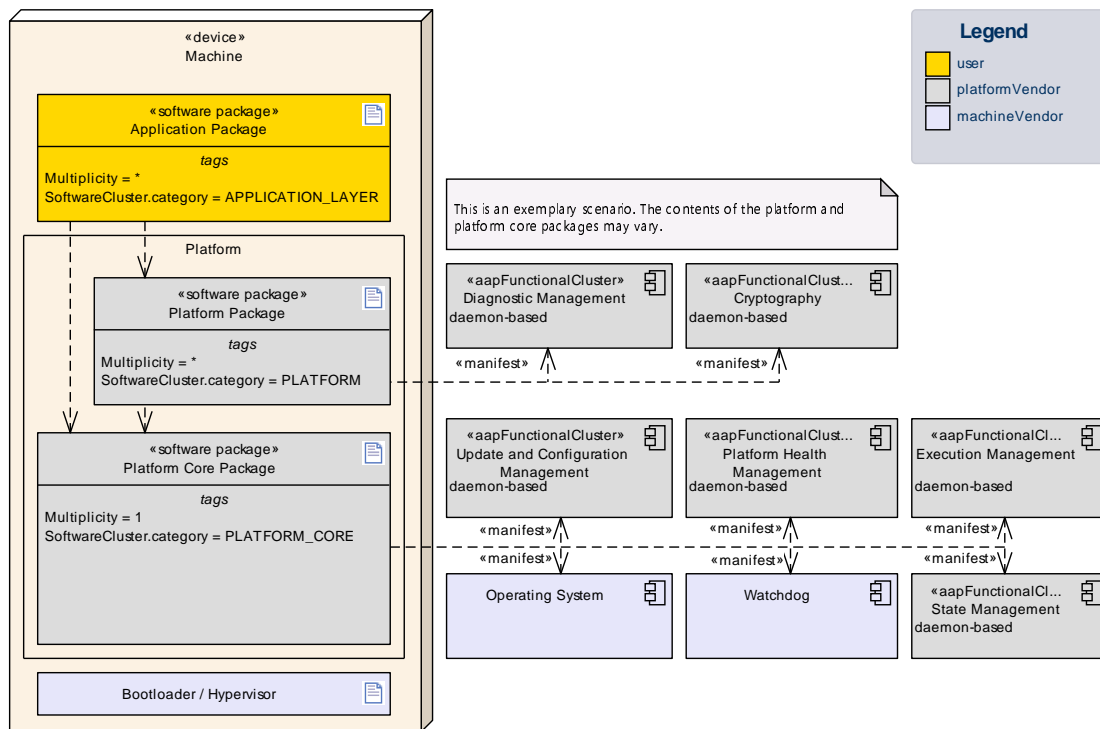 «device»
Machine
«software package»
Application Package
tags
Multiplicity = *
SoftwareCluster.category = APPLICATION_LAYER
Platform
«software package»
Platform Package
tags
Multiplicity = *
SoftwareCluster.category = PLATFORM
«software package»
Platform Core Package
tags
Multiplicity = 1
SoftwareCluster.category = PLATFORM_CORE
Bootloader / Hypervisor
Legend
user
platformVendor
machineVendor
This is an exemplary scenario. The contents of the platform and
platform core packages may vary.
«aapFunctionalCluster»
Diagnostic Management
daemon-based
«aapFunctionalClust...
Cryptography
daemon-based
«manifest»
«manifest»
«aapFunctionalCluster»
Update and Configuration
Management
daemon-based
«aapFunctionalClust...
Platform Health
Management
daemon-based
«aapFunctionalCl...
Execution Management
daemon-based
«manifest»
«manifest»
«manifest»
«manifest»
«manifest»
«manifest»
Operating System
Watchdog
«aapFunctionalCl...
State Management
daemon-based